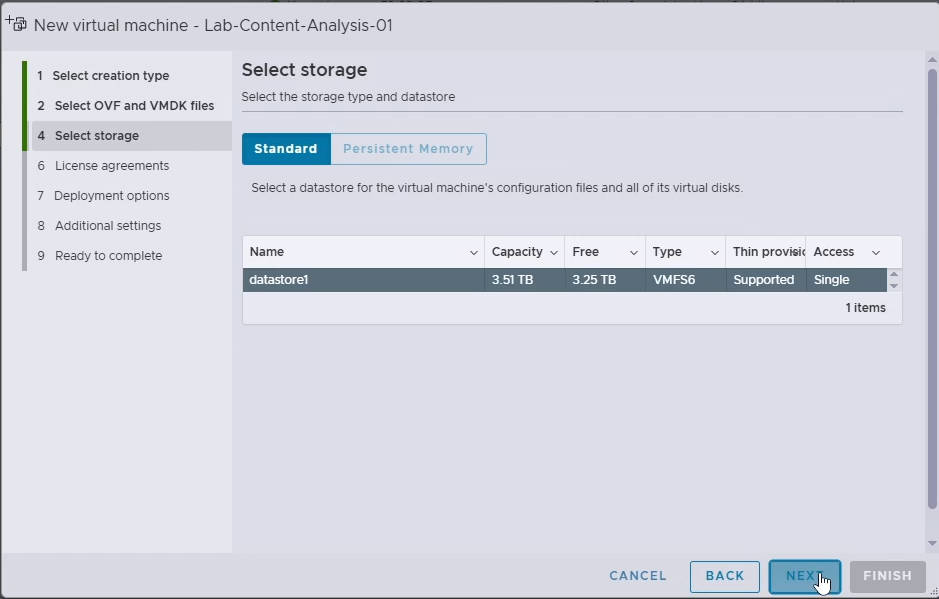 New virtual machine - Lab-Content-Analysis-01
1 Select creation type
2 Select OVF and VMDK files
4 Select storage
6 License agreements
7 Deployment options
8 Additional settings
9 Ready to complete
Select storage
Select the storage type and datastore
Standard Persistent Memory
Select a datastore for the virtual machine's configuration files and all of its virtual disks.
Name Capacity Free Type Thin Access
datastore1 3.51 TB 3.25 TB VMFS6 Supported Single
1 items
CANCEL BACK NEXT FINISH